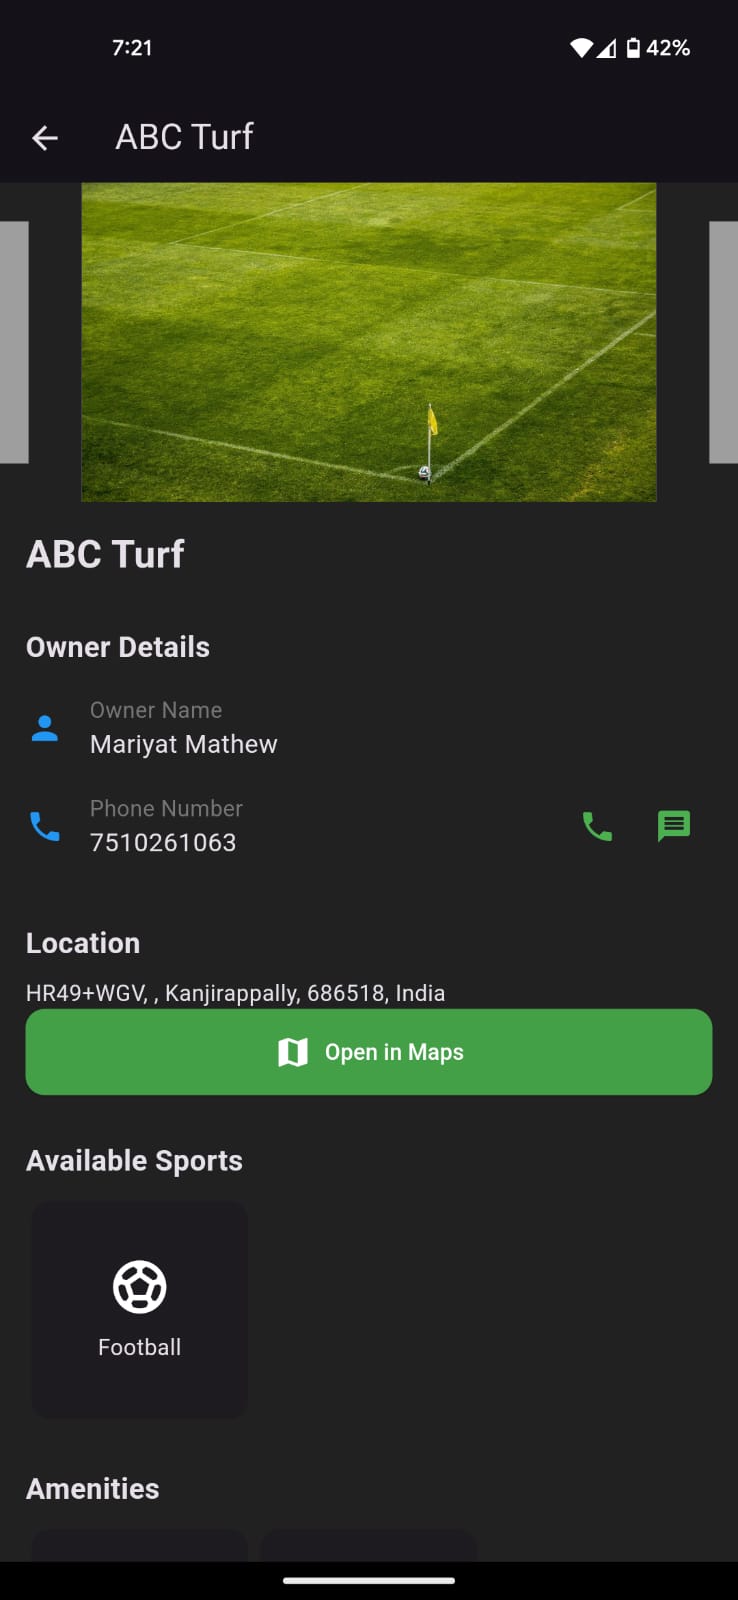 7:21
42%
ABC Turf
ABC Turf
Owner Details
Owner Name
Mariyat Mathew
Phone Number
7510261063
Location
HR49+WGV, , Kanjirappally, 686518, India
Open in Maps
Available Sports
Football
Amenities